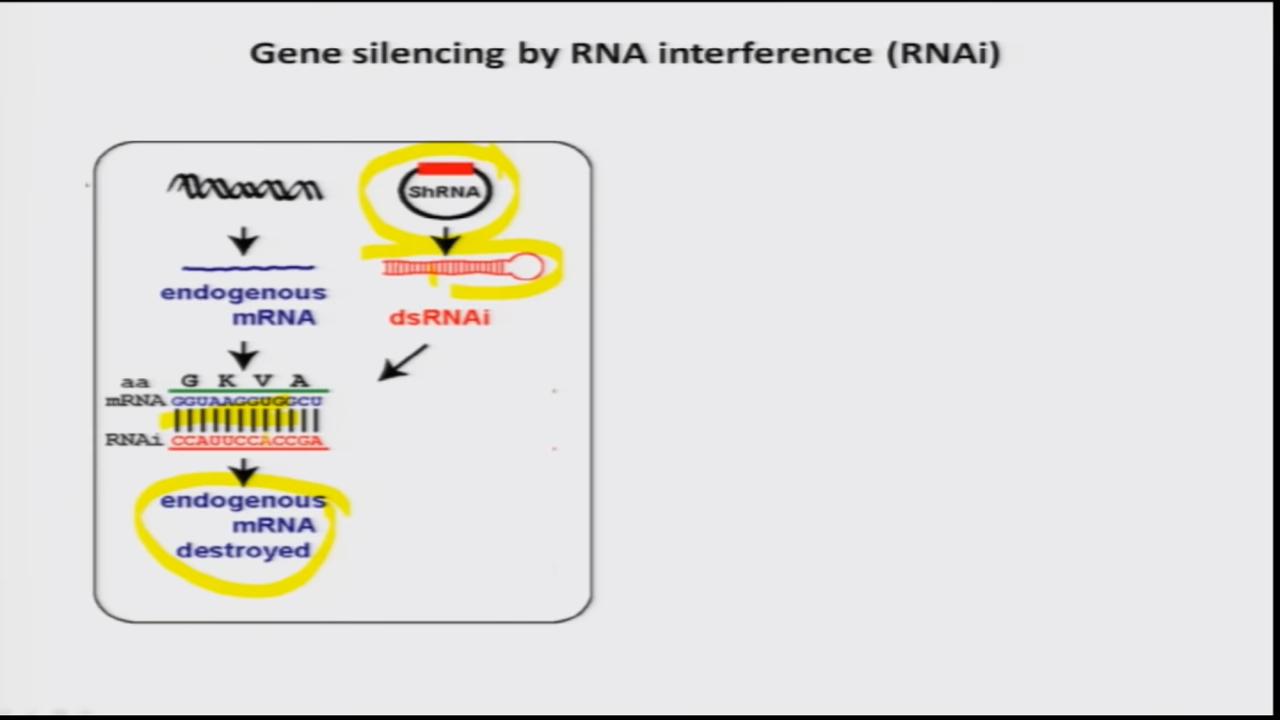 Gene silencing by RNA interference (RNAi)
ShRNA
endogenous
mRNA
dsRNAi
aa G K V A
mRNA GGUAAGGUGGCU
RNAi CCAUUCCACCGA
endogenous
mRNA
destroyed